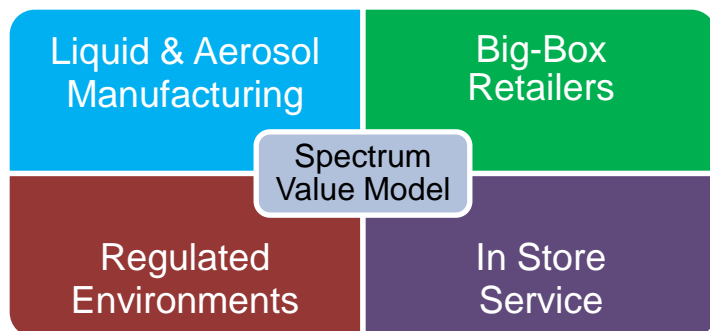 Liquid & Aerosol
Manufacturing
Big-Box
Retailers
Spectrum
Value Model
Regulated
Environments
In Store
Service